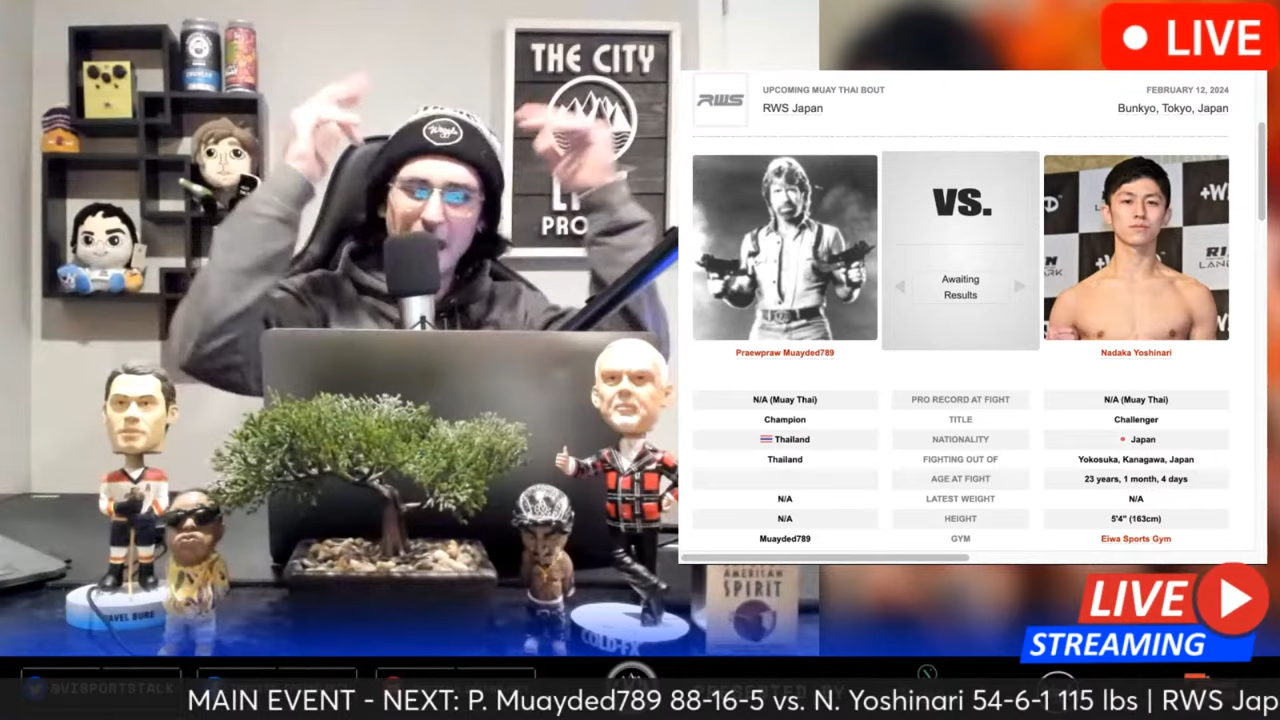 LIVE
THE CITY
PRO
Wiggle
RWS
UPCOMING MUAY THAI BOUT
RWS Japan
FEBRUARY 12, 2024
Bunkyo, Tokyo, Japan
VS.
Awaiting
Results
Praewpraw Muayded789
Nadaka Yoshinari
N/A (Muay Thai) PRO RECORD AT FIGHT N/A (Muay Thai)
Champion TITLE Challenger
Thailand NATIONALITY Japan
Thailand FIGHTING OUT OF Yokosuka, Kanagawa, Japan
AGE AT FIGHT 23 years, 1 month, 4 days
N/A LATEST WEIGHT N/A
N/A HEIGHT 5'4" (163cm)
Muayded789 GYM Eiwa Sports Gym
AMERICAN
SPIRIT
PAVEL BURE
COLD-FX
LIVE
STREAMING
@VISPORTSTALK
MAIN EVENT - NEXT: P. Muayded789 88-16-5 vs. N. Yoshinari 54-6-1 115 lbs | RWS Jap